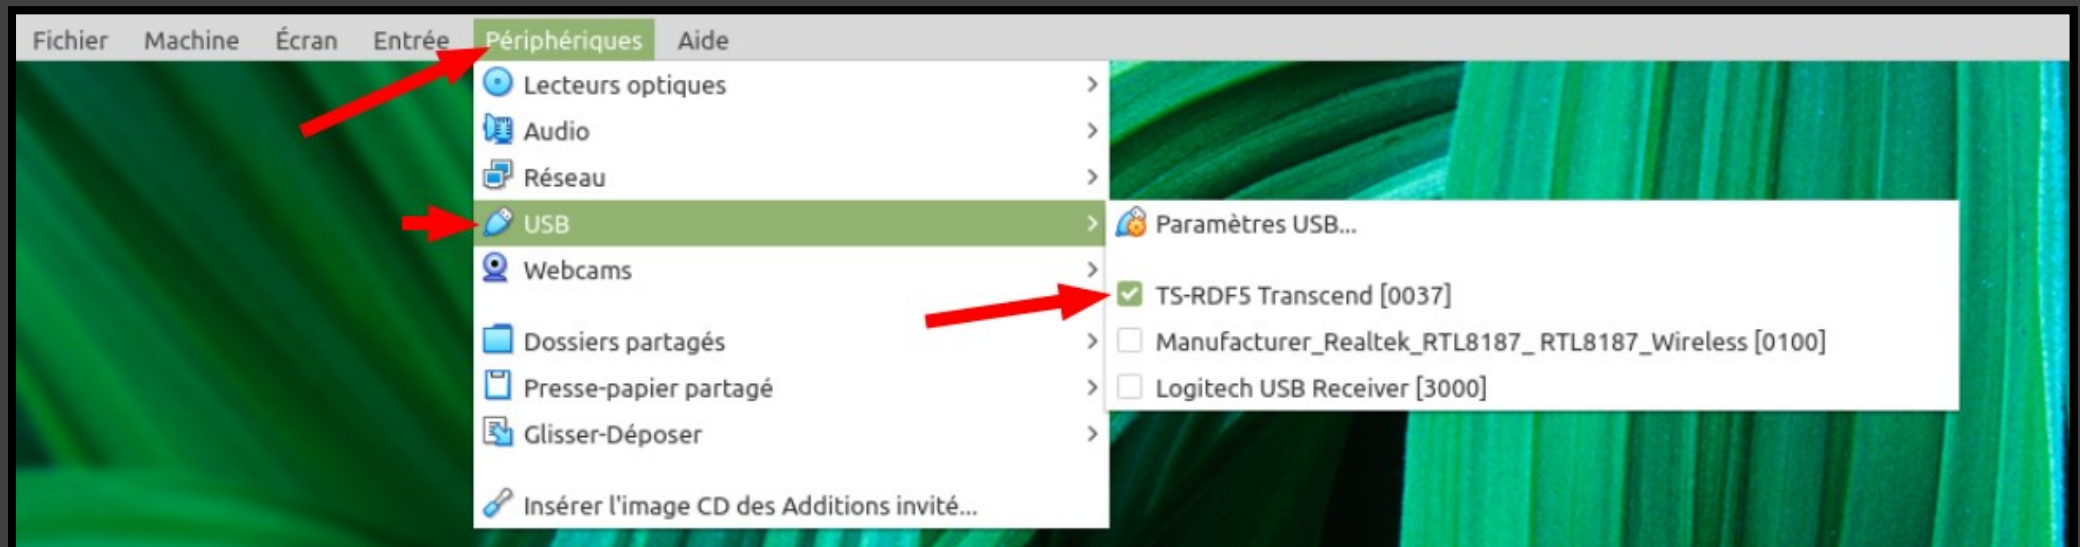 Fichier Machine Écran Entrée Périphériques Aide
Lecteurs optiques
Audio
Réseau
USB
Webcams
Dossiers partagés
Presse-papier partagé
Glisser-Déposer
Insérer l'image CD des Additions invité...
Paramètres USB...
TS-RDF5 Transcend [0037]
Manufacturer_Realtek_RTL8187_ RTL8187_Wireless [0100]
Logitech USB Receiver [3000]